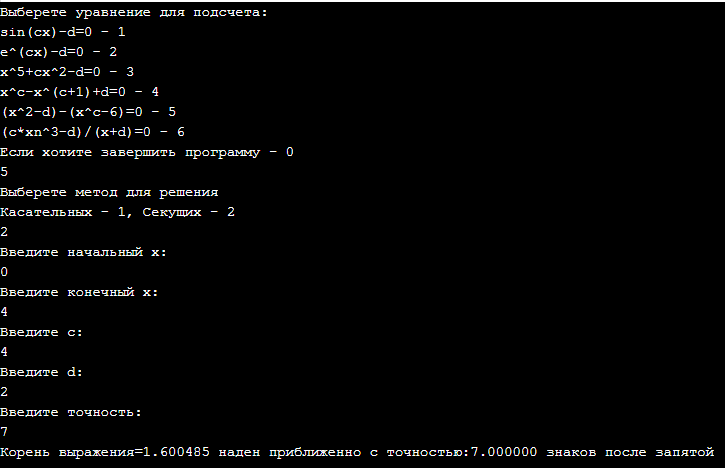 Выберете уравнение для подсчета:
sin(cx)-d=0 - 1
e^(cx)-d=0 - 2
x^5+cx^2-d=0 - 3
x^c-x^(c+1)+d=0 - 4
(x^2-d)-(x^c-6)=0 - 5
(c*xn^3-d)/(x+d)=0 - 6
Если хотите завершить программу - 0
5
Выберете метод для решения
Касательных - 1, Секущих - 2
2
Введите начальный x:
0
Введите конечный x:
4
Введите c:
4
Введите d:
2
Введите точность:
7
Корень выражения=1.600485 наден приближенно с точностью:7.000000 знаков после запятой